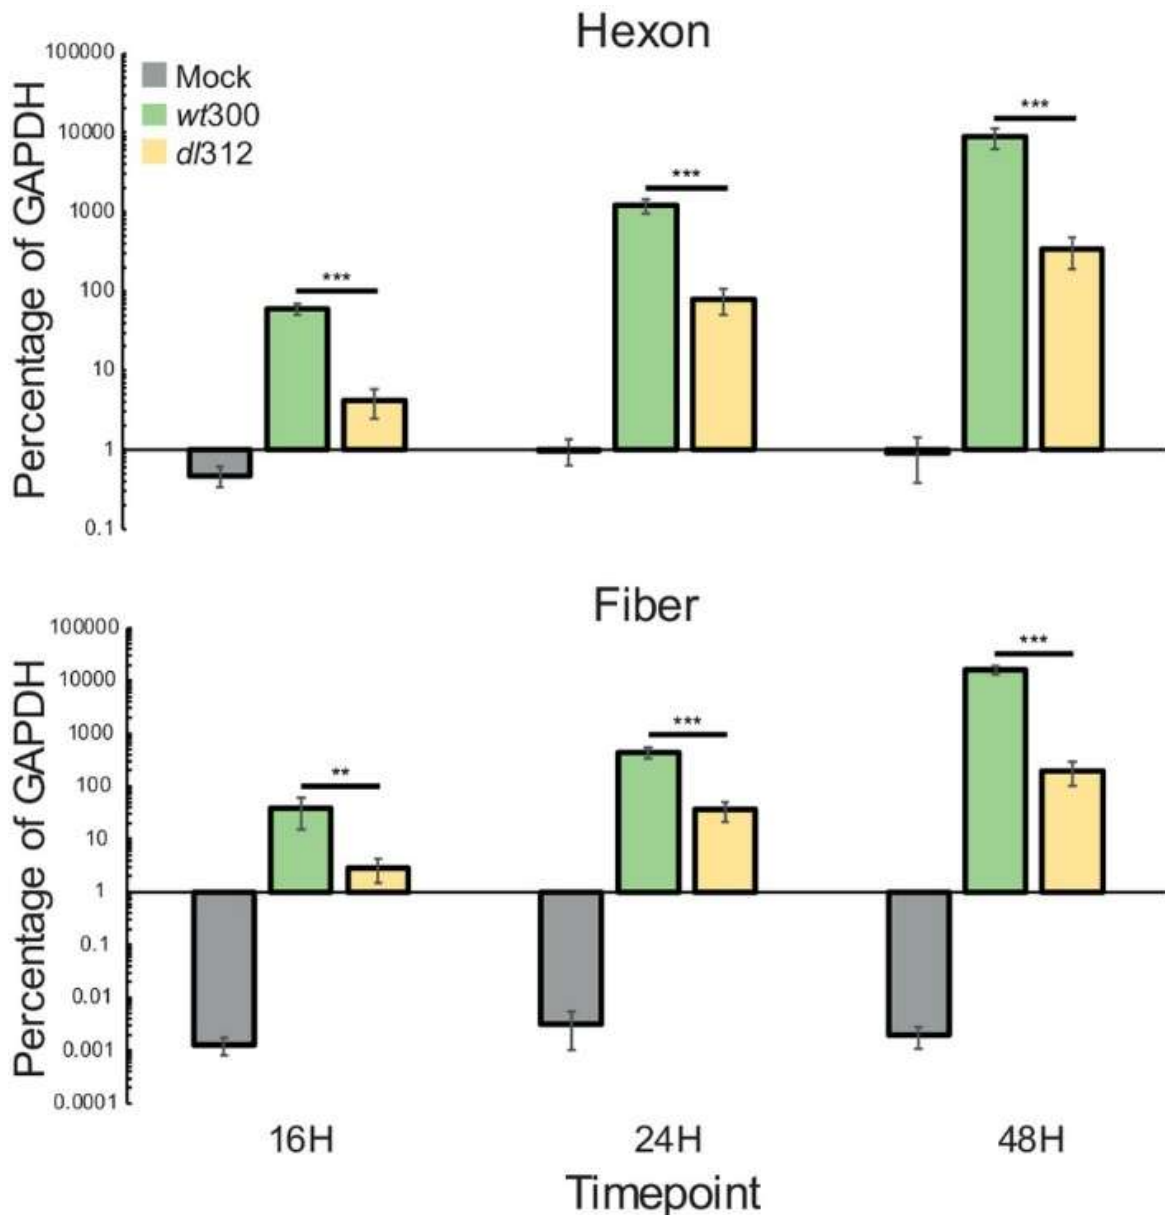 Hexon
Percentage of GAPDH
100000
10000
1000
100
10
1
0.1
Mock
wt300
dl312
***
***
***
Fiber
Percentage of GAPDH
100000
10000
1000
100
10
1
0.1
0.01
0.001
0.0001
**
***
***
16H
24H
48H
Timepoint